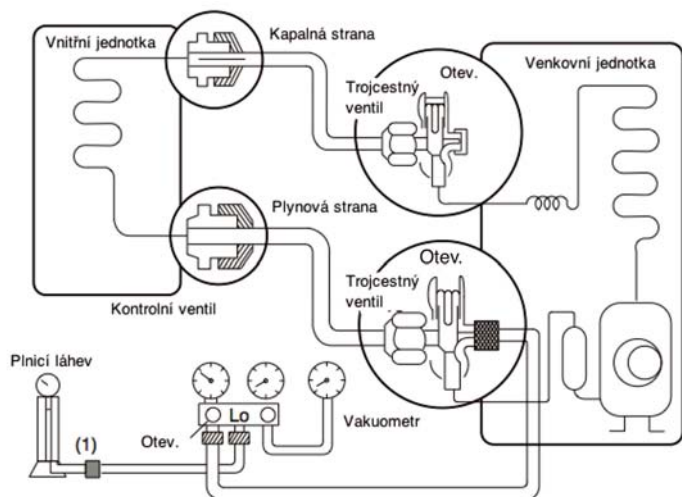 Vnitřní jednotka
Kapalná strana
Trojcestný
ventil
Otev.
Venkovní jednotka
Plynová strana
Otev.
Trojcestný
ventil
Kontrolní ventil
Plnicí láhev
(1)
Otev.
Lo
Vakuometr